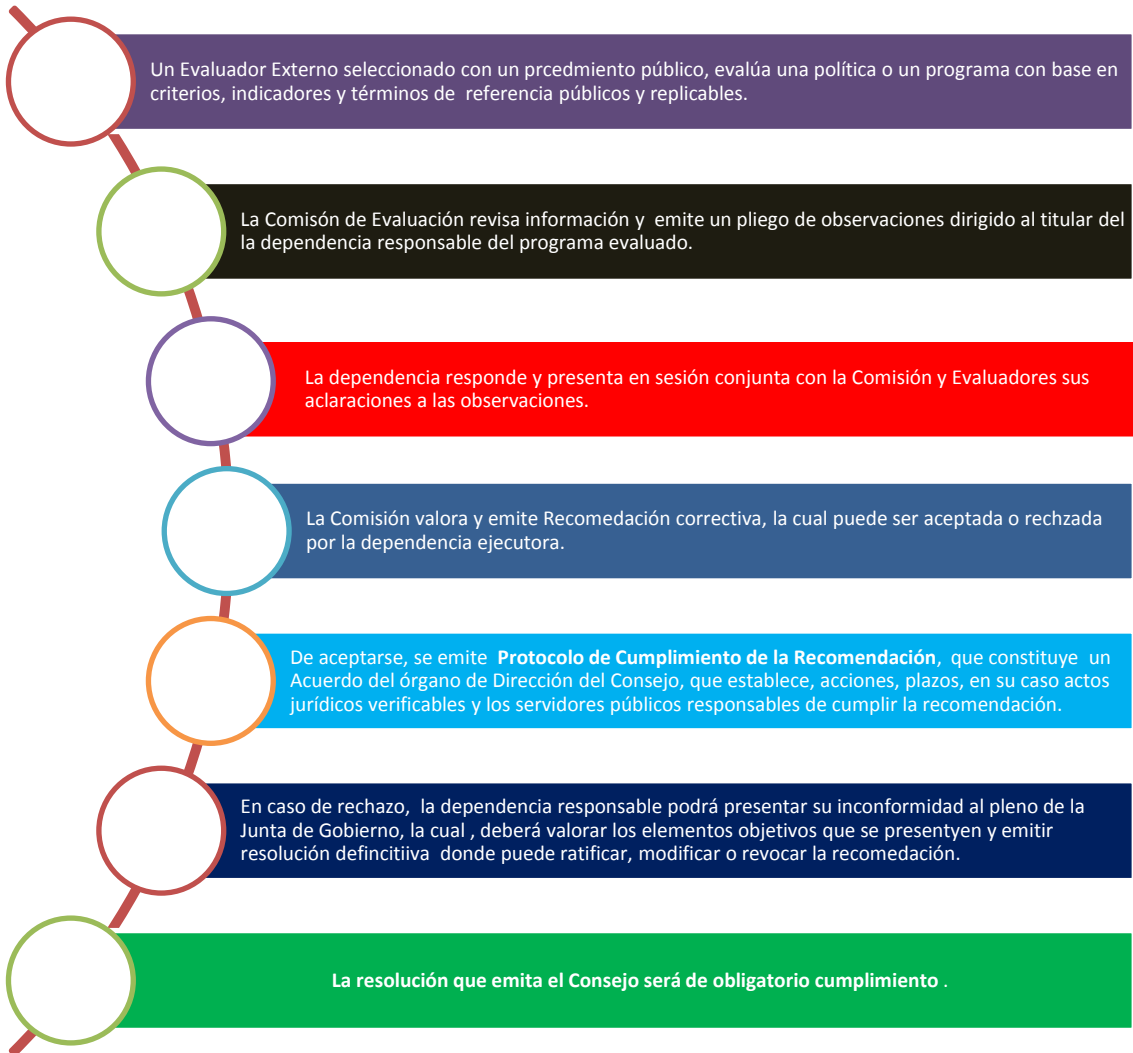 Un Evaluador Externo seleccionado con un prcedmiento público, evalúa una política o un programa con base en
criterios, indicadores y términos de referencia públicos y replicables.
La Comisón de Evaluación revisa información y emite un pliego de observaciones dirigido al titular del
la dependencia responsable del programa evaluado.
La dependencia responde y presenta en sesión conjunta con la Comisión y Evaluadores sus
aclaraciones a las observaciones.
La Comisión valora y emite Recomedación correctiva, la cual puede ser aceptada o rechzada
por la dependencia ejecutora.
De aceptarse, se emite Protocolo de Cumplimiento de la Recomendación, que constituye un
Acuerdo del órgano de Dirección del Consejo, que establece, acciones, plazos, en su caso actos
jurídicos verificables y los servidores públicos responsables de cumplir la recomendación.
En caso de rechazo, la dependencia responsable podrá presentar su inconformidad al pleno de la
Junta de Gobierno, la cual , deberá valorar los elementos objetivos que se presentyen y emitir
resolución defincitiiva donde puede ratificar, modificar o revocar la recomedación.
La resolución que emita el Consejo será de obligatorio cumplimiento .